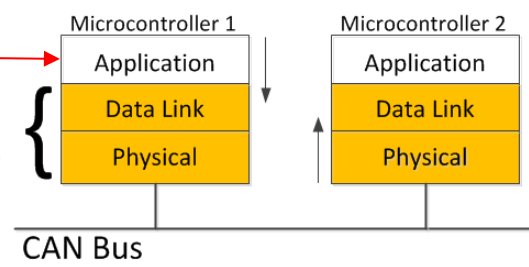 Microcontroller 1
Application
Data Link
Physical
Microcontroller 2
Application
Data Link
Physical
CAN Bus